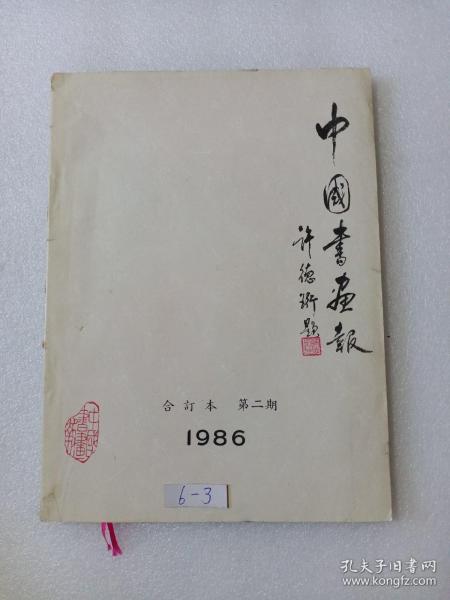 中國書画報
許德珩題
合訂本 第二期
1986
6-3
孔夫子旧书网
www.kongfz.com